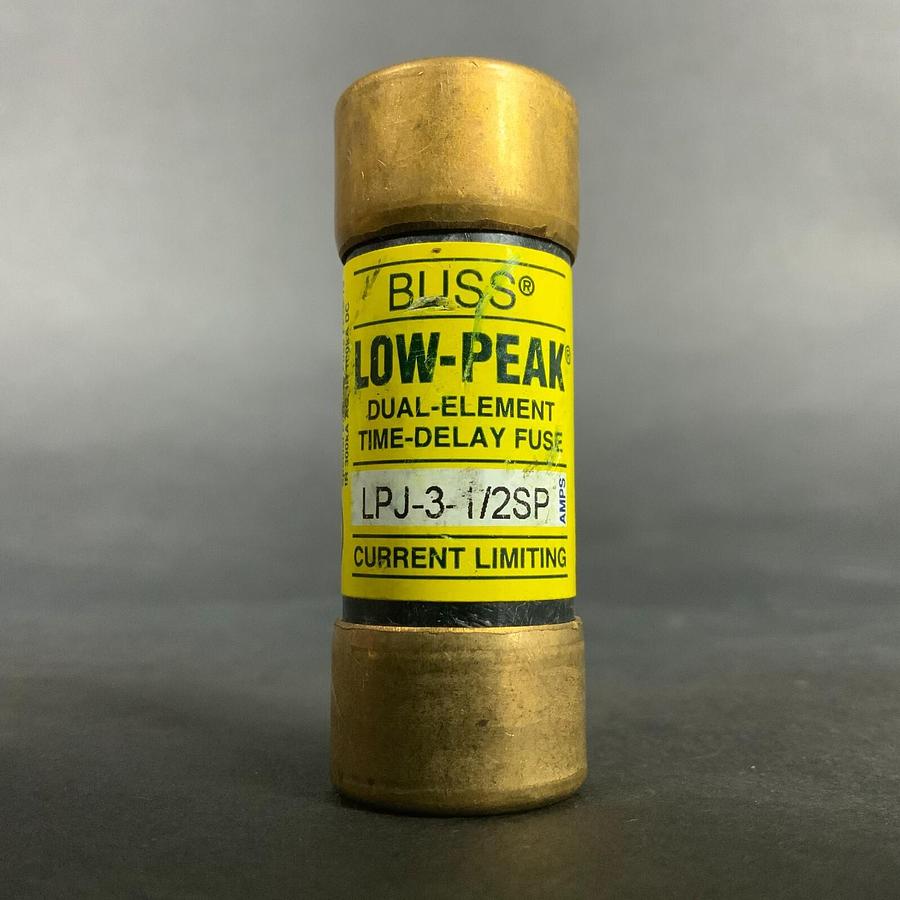 BUSS®
LOW-PEAK®
DUAL-ELEMENT
TIME-DELAY FUSE
LPJ-3-1/2SP
AMPS
CURRENT LIMITING